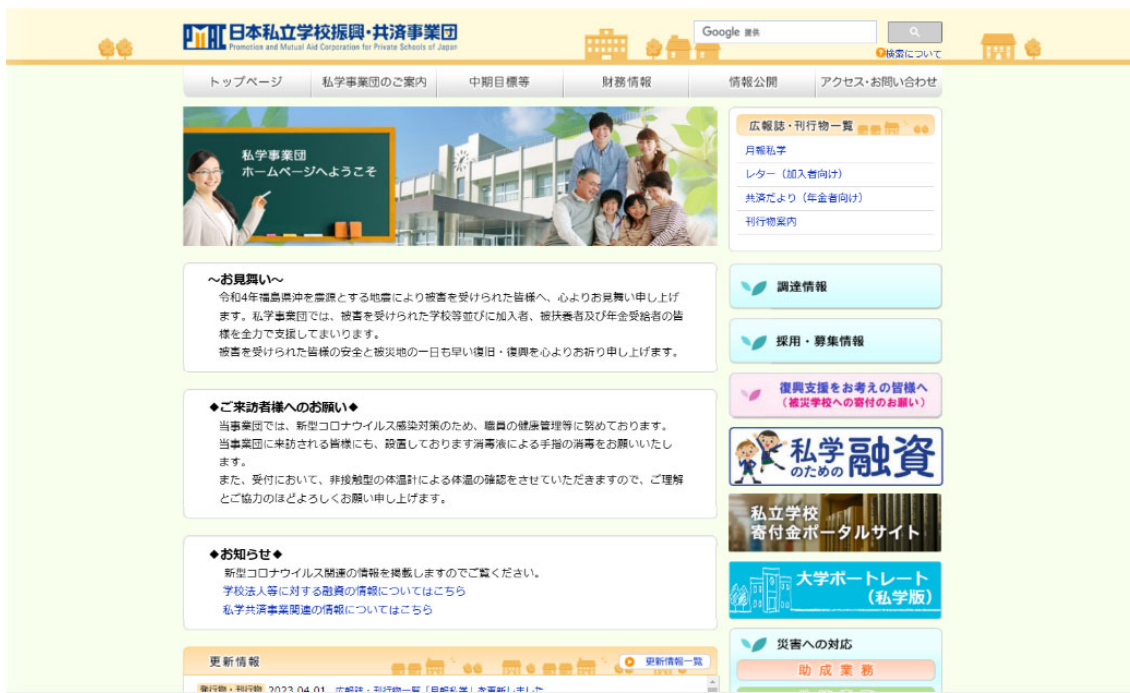 日本私立学校振興・共済事業団
Promotion and Mutual Aid Corporation for Private Schools of Japan
Google 提供
検索について
トップページ
私学事業団のご案内
中期目標等
財務情報
情報公開
アクセス・お問い合わせ
私学事業団
ホームページへようこそ
広報誌・刊行物一覧
月報私学
レター（加入者向け）
共済だより（年金者向け）
刊行物案内
～お見舞い～
令和4年福島県沖を震源とする地震により被害を受けられた皆様へ、心よりお見舞い申し上げ
ます。私学事業団では、被害を受けられた学校等並びに加入者、被扶養者及び年金受給者の皆
様を全力で支援してまいります。
被害を受けられた皆様の安全と被災地の一日も早い復旧・復興を心よりお祈り申し上げます。
◆ご来訪者様へのお願い◆
当事業団では、新型コロナウイルス感染対策のため、職員の健康管理等に努めております。
当事業団に来訪される皆様にも、設置しております消毒液による手指の消毒をお願いいたし
ます。
また、受付において、非接触型の体温計による体温の確認をさせていただきますので、ご理解
とご協力のほどよろしくお願い申し上げます。
◆お知らせ◆
新型コロナウイルス関連の情報を掲載しますのでご覧ください。
学校法人等に対する融資の情報についてはこちら
私学共済事業関連の情報についてはこちら
更新情報
更新情報一覧
発行物・刊行物 2023.04.01 広報誌・刊行物一覧「月報私学」を更新しました
調達情報
採用・募集情報
復興支援をお考えの皆様へ
（被災学校への寄付のお願い）
私学
のための
融資
私立学校
寄付金ポータルサイト
大学ポートレート
（私学版）
災害への対応
助成業務